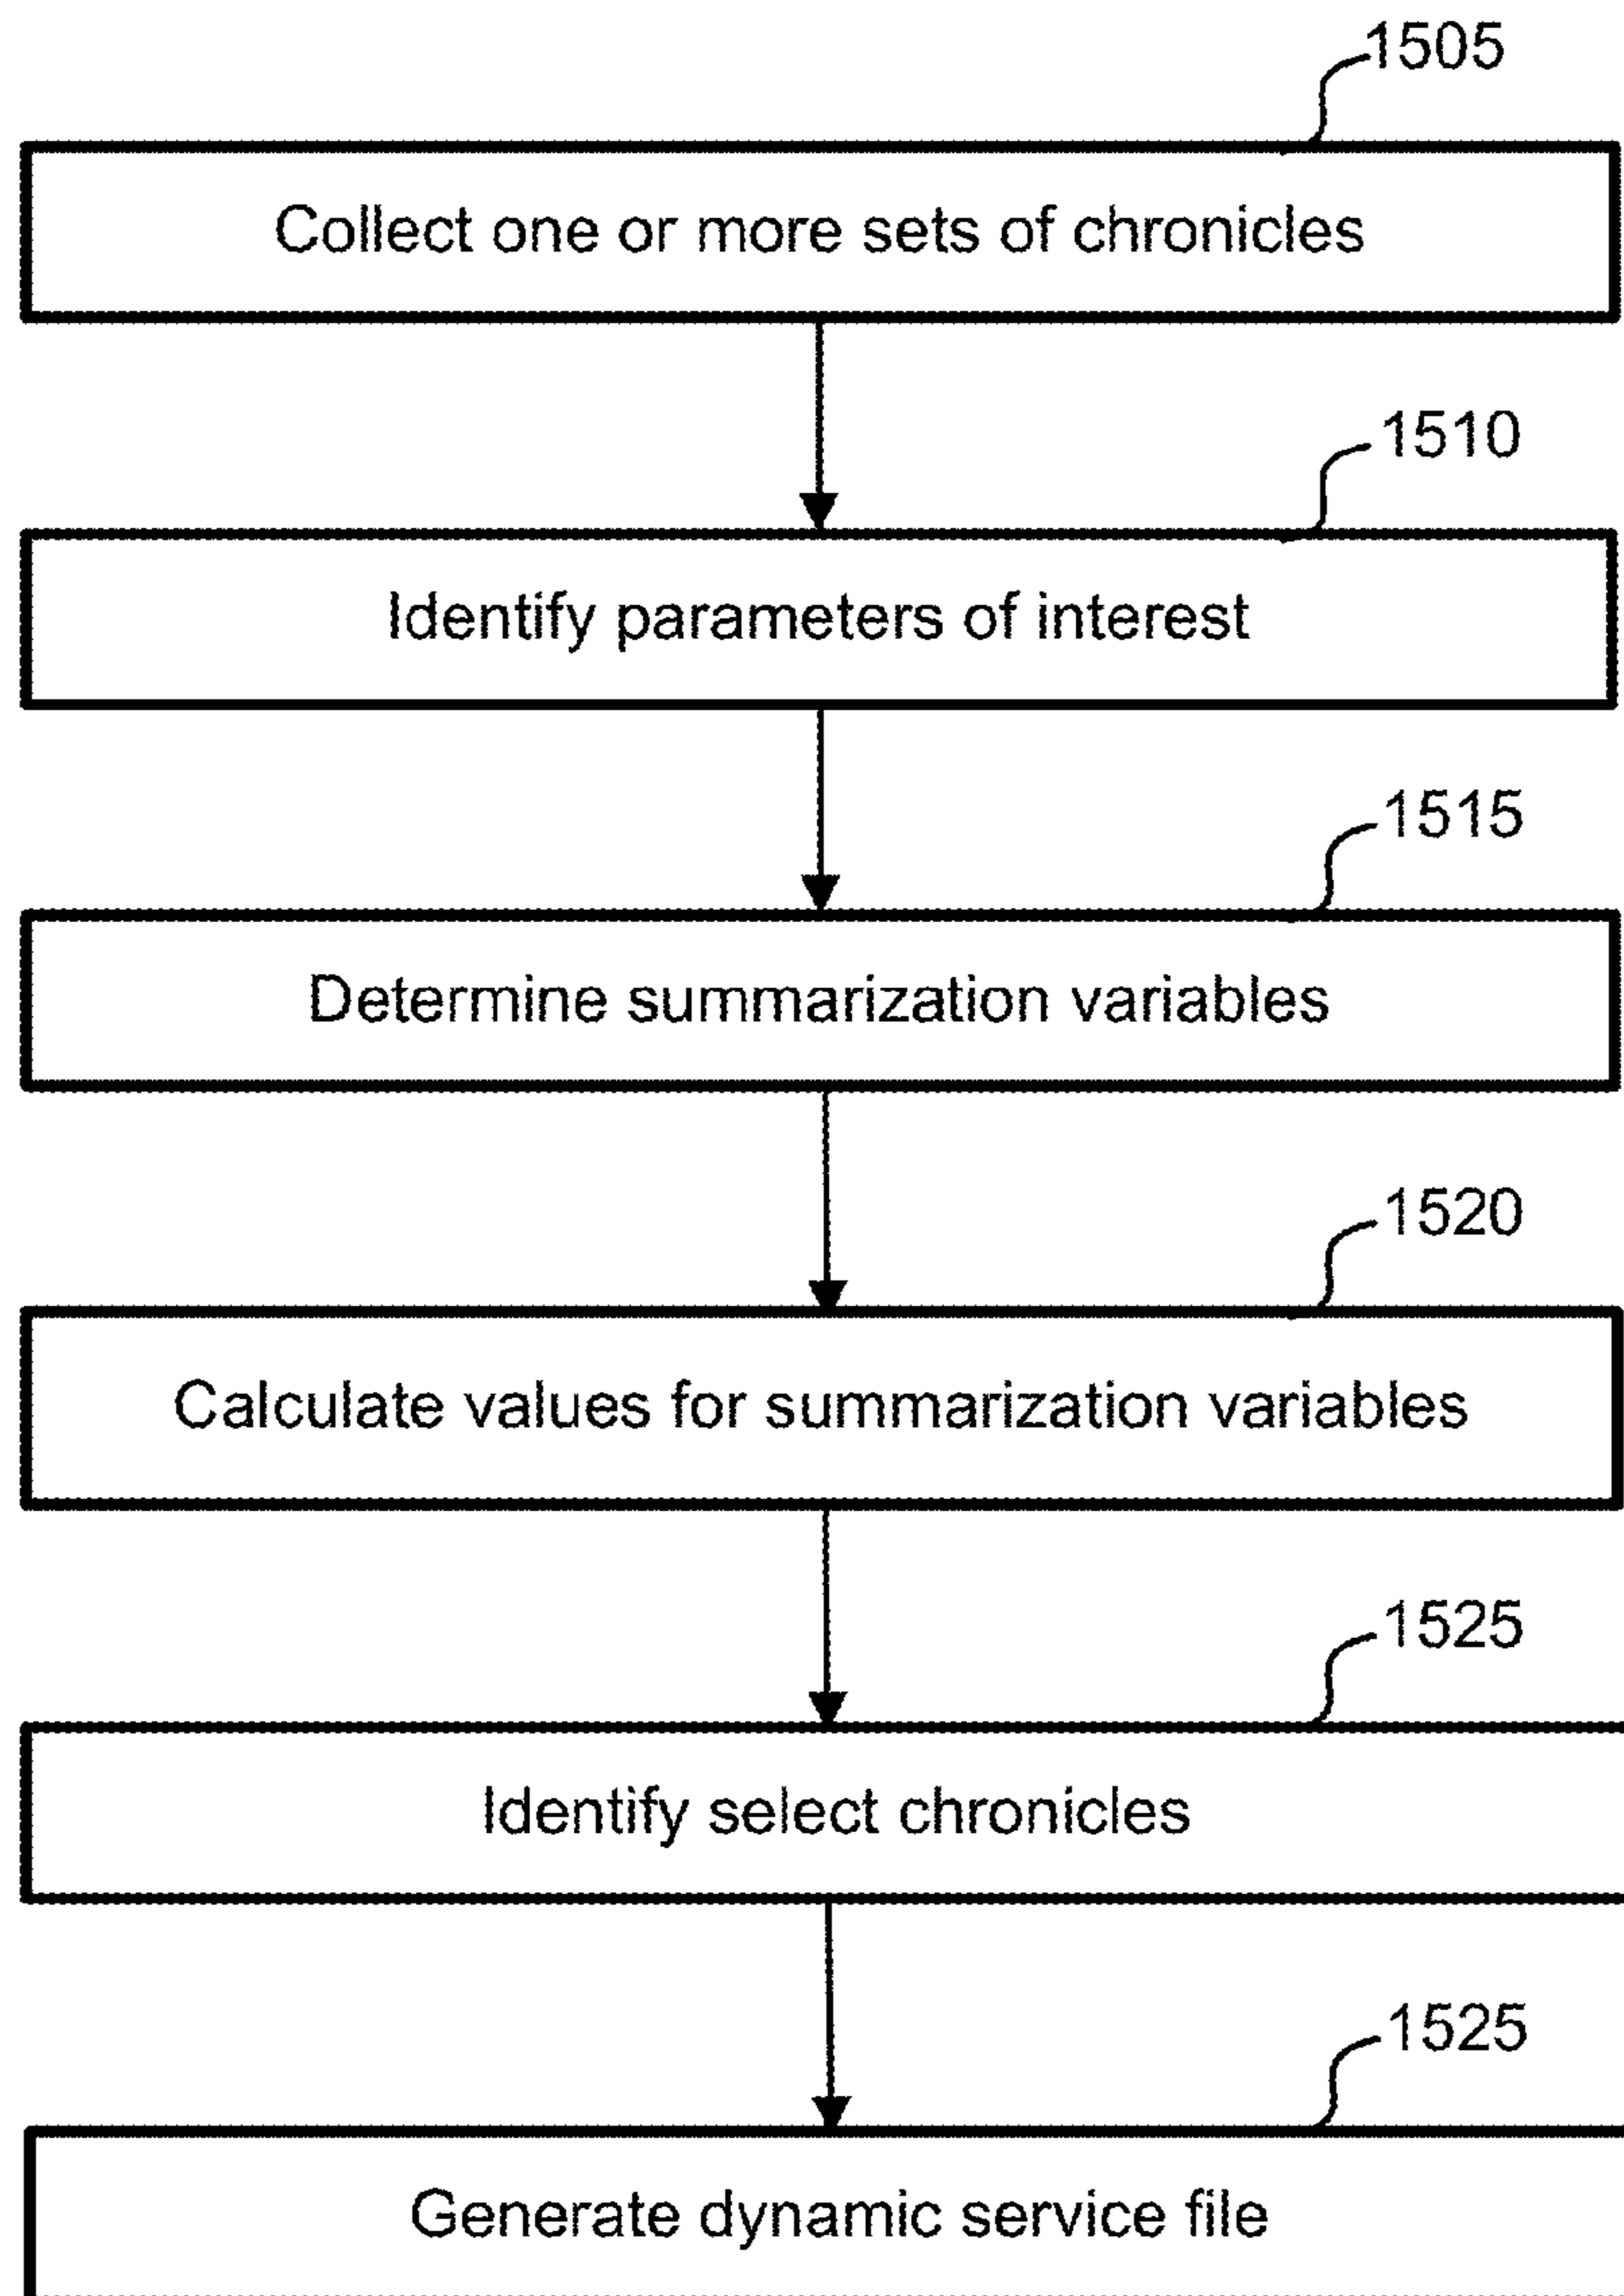 1505
Collect one or more sets of chronicles
1510
Identify parameters of interest
1515
Determine summarization variables
1520
Calculate values for summarization variables
1525
Identify select chronicles
1525
Generate dynamic service file